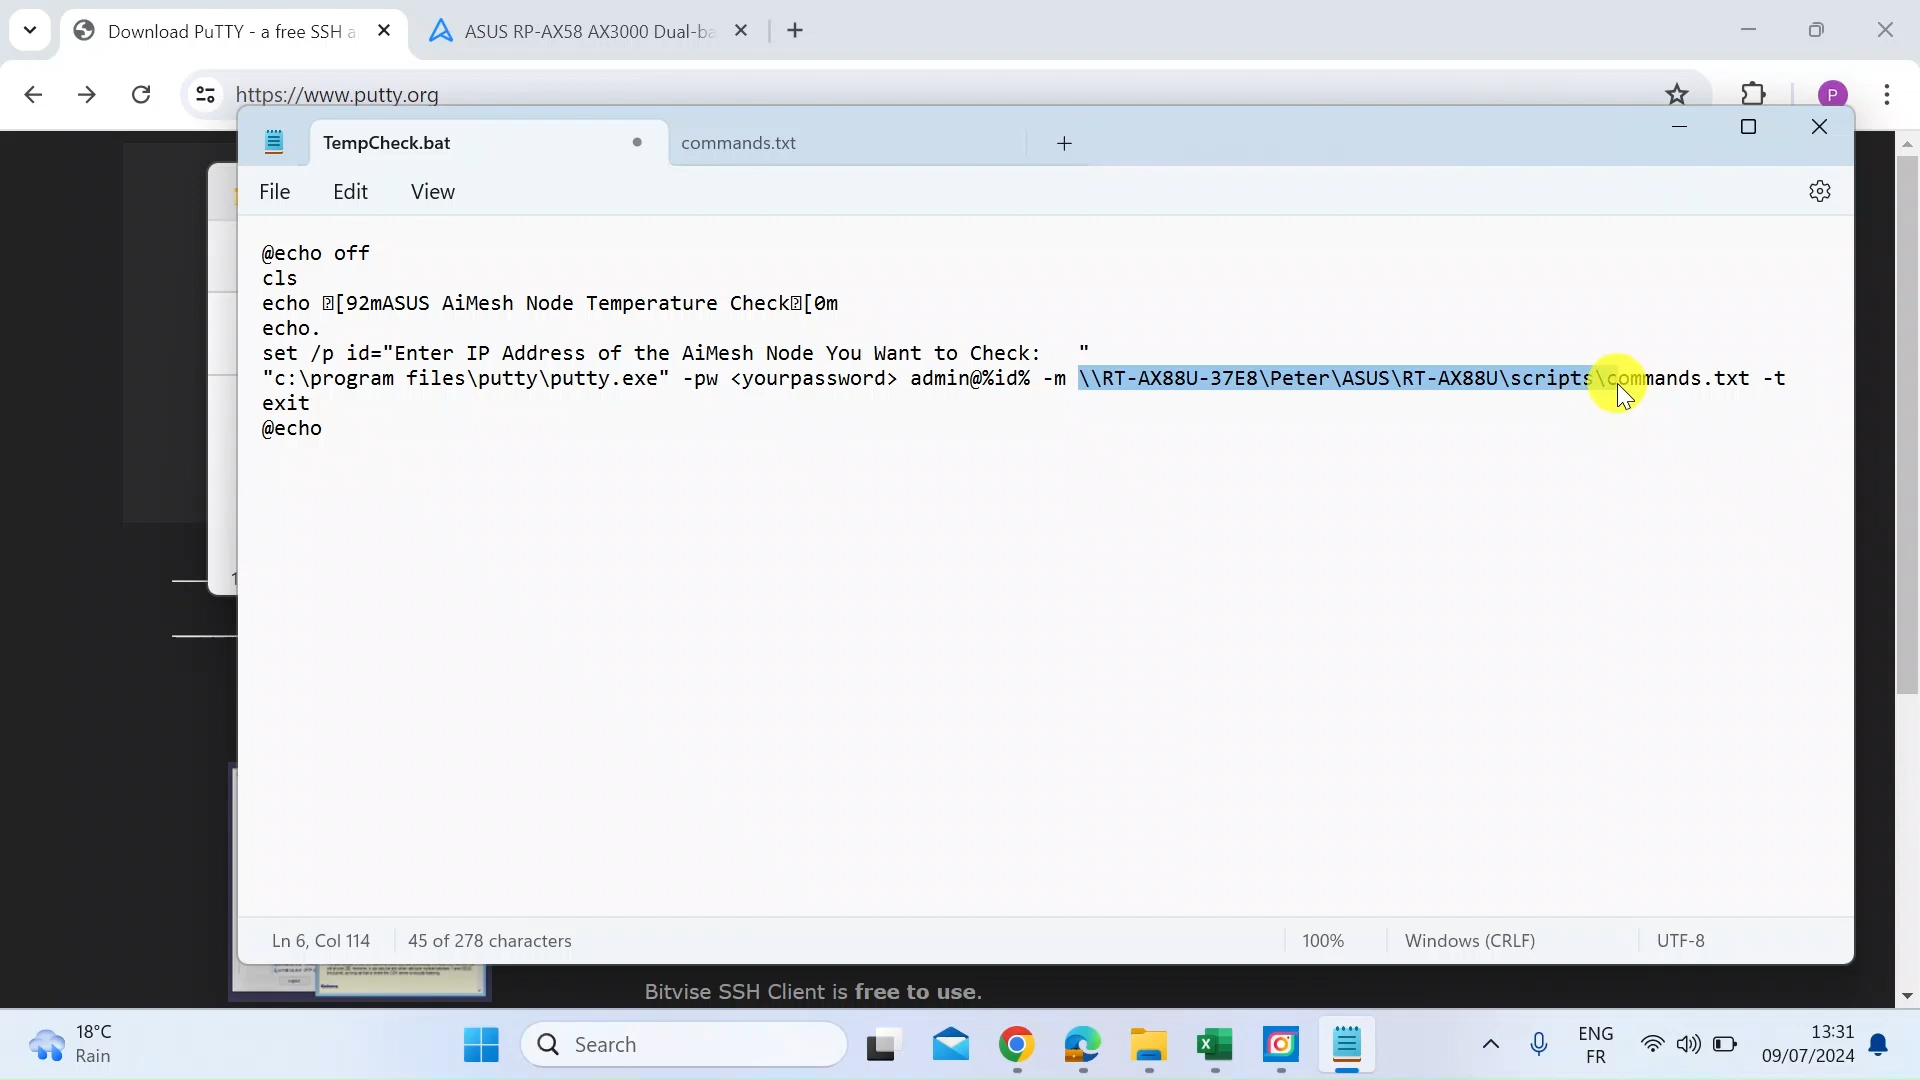 Download PuTTY - a free SSH a
ASUS RP-AX58 AX3000 Dual-ba
https://www.putty.org
P
TempCheck.bat
commands.txt
File Edit View
@echo off
cls
echo [92mASUS AiMesh Node Temperature Check[0m
echo.
set /p id="Enter IP Address of the AiMesh Node You Want to Check:   "
"c:\program files\putty\putty.exe" -pw <yourpassword> admin@%id% -m \\RT-AX88U-37E8\Peter\ASUS\RT-AX88U\scripts\commands.txt -t
exit
@echo
Ln 6, Col 114
45 of 278 characters
100%
Windows (CRLF)
UTF-8
Bitvise SSH Client is free to use.
18°C
Rain
Search
ENG
FR
13:31
09/07/2024